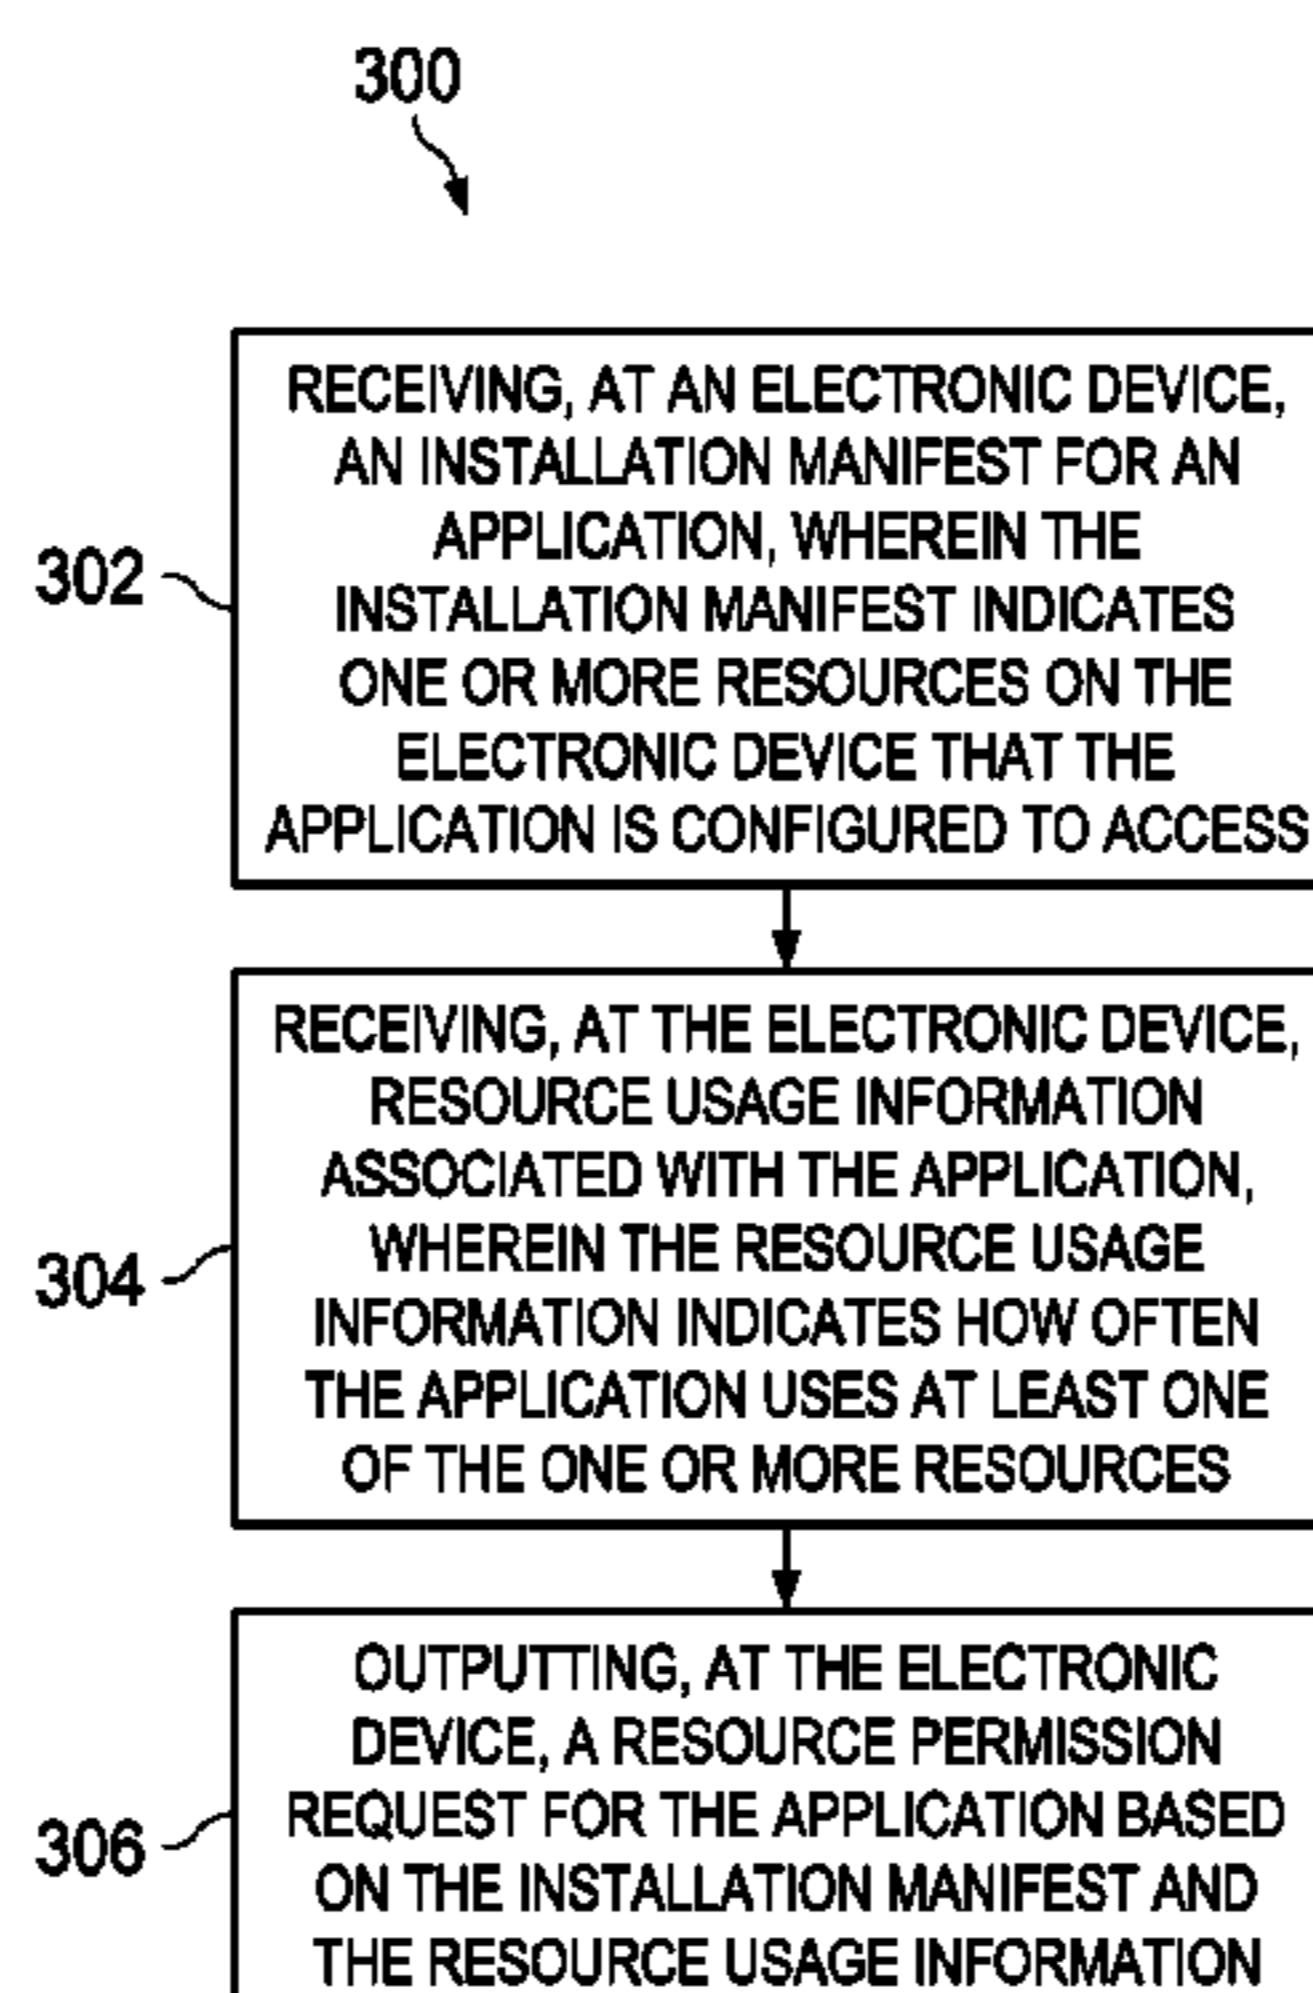 300
302
RECEIVING, AT AN ELECTRONIC DEVICE,
AN INSTALLATION MANIFEST FOR AN
APPLICATION, WHEREIN THE
INSTALLATION MANIFEST INDICATES
ONE OR MORE RESOURCES ON THE
ELECTRONIC DEVICE THAT THE
APPLICATION IS CONFIGURED TO ACCESS
304
RECEIVING, AT THE ELECTRONIC DEVICE,
RESOURCE USAGE INFORMATION
ASSOCIATED WITH THE APPLICATION,
WHEREIN THE RESOURCE USAGE
INFORMATION INDICATES HOW OFTEN
THE APPLICATION USES AT LEAST ONE
OF THE ONE OR MORE RESOURCES
306
OUTPUTTING, AT THE ELECTRONIC
DEVICE, A RESOURCE PERMISSION
REQUEST FOR THE APPLICATION BASED
ON THE INSTALLATION MANIFEST AND
THE RESOURCE USAGE INFORMATION